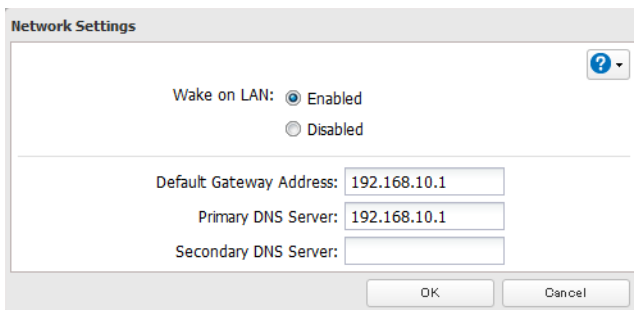 Network Settings
?
Wake on LAN: Enabled
Disabled
Default Gateway Address: 192.168.10.1
Primary DNS Server: 192.168.10.1
Secondary DNS Server:
OK Cancel